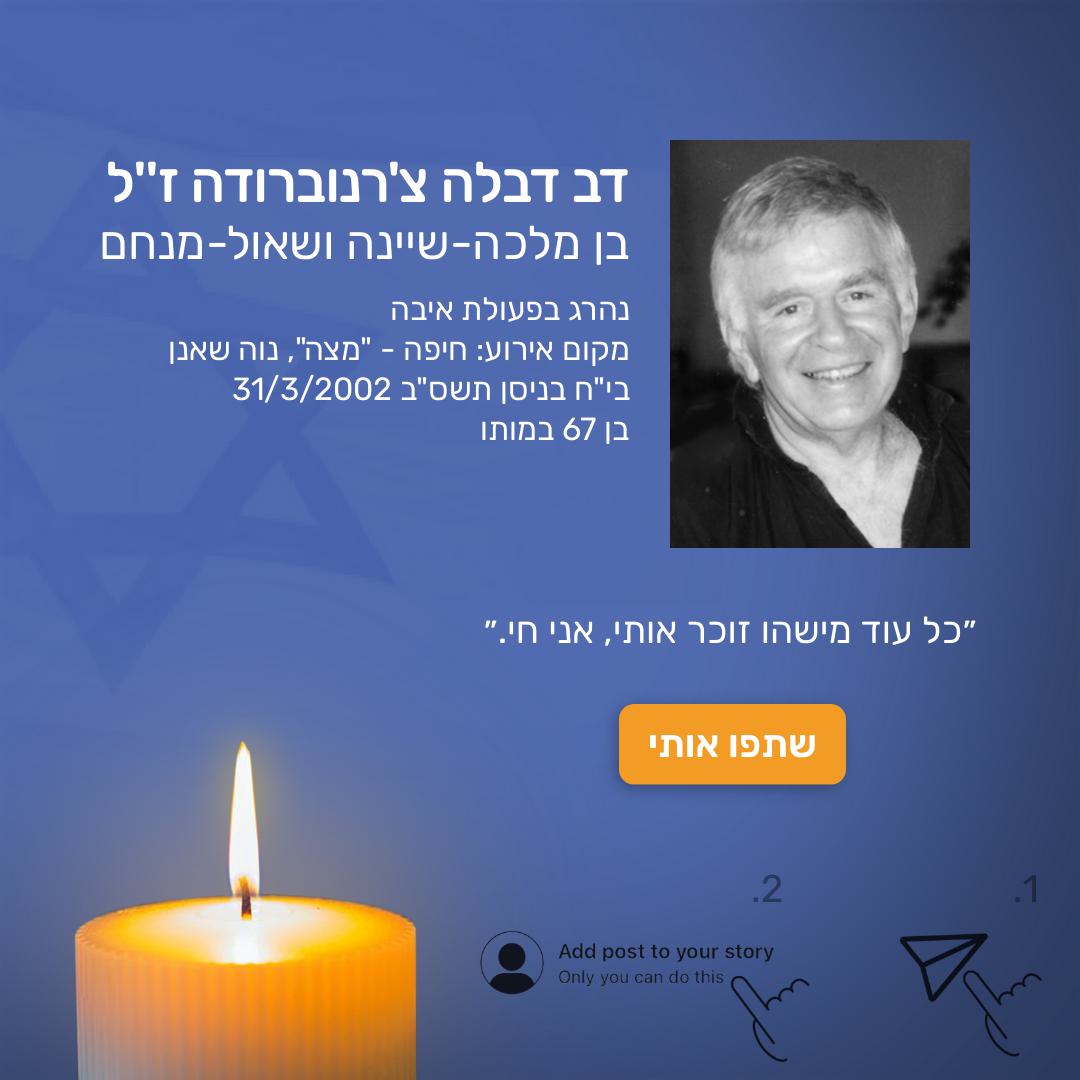 דב דבלה צ'רנוברודה ז"ל
בן מלכה-שיינה ושאול-מנחם
נהרג בפעולת איבה
מקום אירוע: חיפה - "מצה", נוה שאנן
בי"ח בניסן תשס"ב 31/3/2002
בן 67 במותו
״כל עוד מישהו זוכר אותי, אני חי.״
שתפו אותי
1.
2.
Add post to your story
Only you can do this